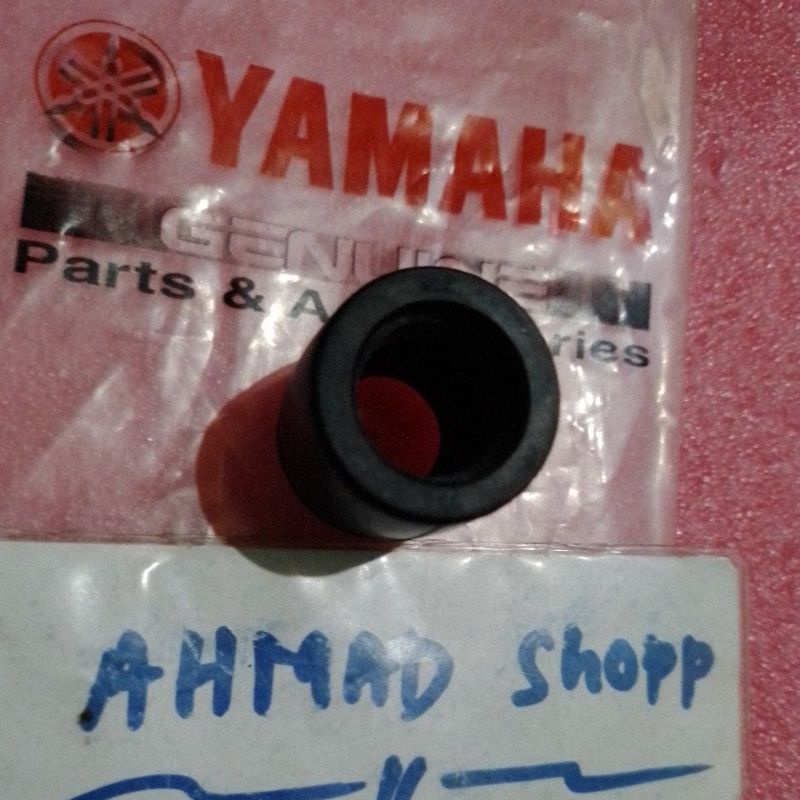 YAMAHA
GENUINE
Parts & A ries
AHMAD Shopp